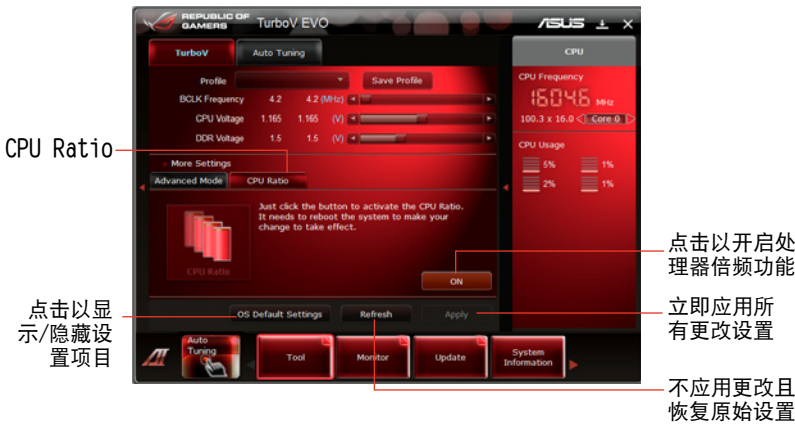 REPUBLIC OF
GAMERS
TurboV EVO
ASUS
TurboV
Auto Tuning
Profile
Save Profile
BCLK Frequency 4.2 4.2 (MHz)
CPU Voltage 1.165 1.165 (V)
DDR Voltage 1.5 1.5 (V)
More Settings
Advanced Mode
CPU Ratio
Just click the button to activate the CPU Ratio.
It needs to reboot the system to make your
change to take effect.
CPU Ratio
ON
OS Default Settings
Refresh
Apply
Auto
Tuning
Tool
Monitor
Update
System
Information
CPU
CPU Frequency
1604.6 MHz
100.3 x 16.0 Core 0
CPU Usage
5% 1%
2% 1%
CPU Ratio
点击以显
示/隐藏设
置项目
点击以开启处
理器倍频功能
立即应用所
有更改设置
不应用更改且
恢复原始设置